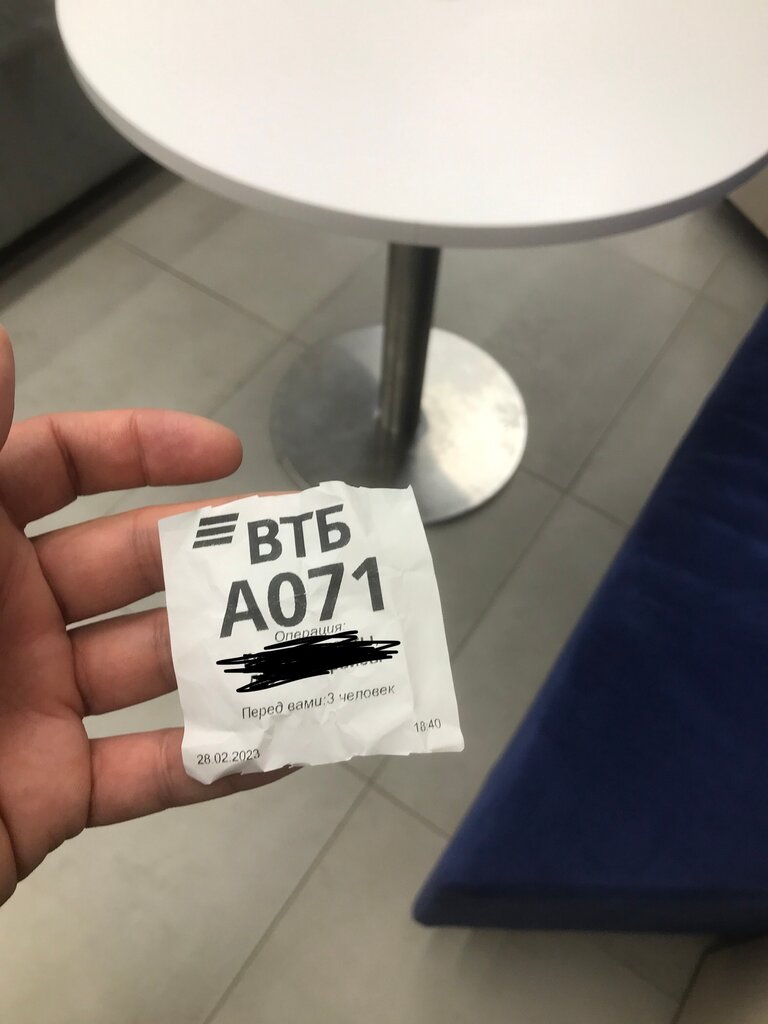 ВТБ
А071
Операция:
Перед вами:3 человек
28.02.2023 18:40